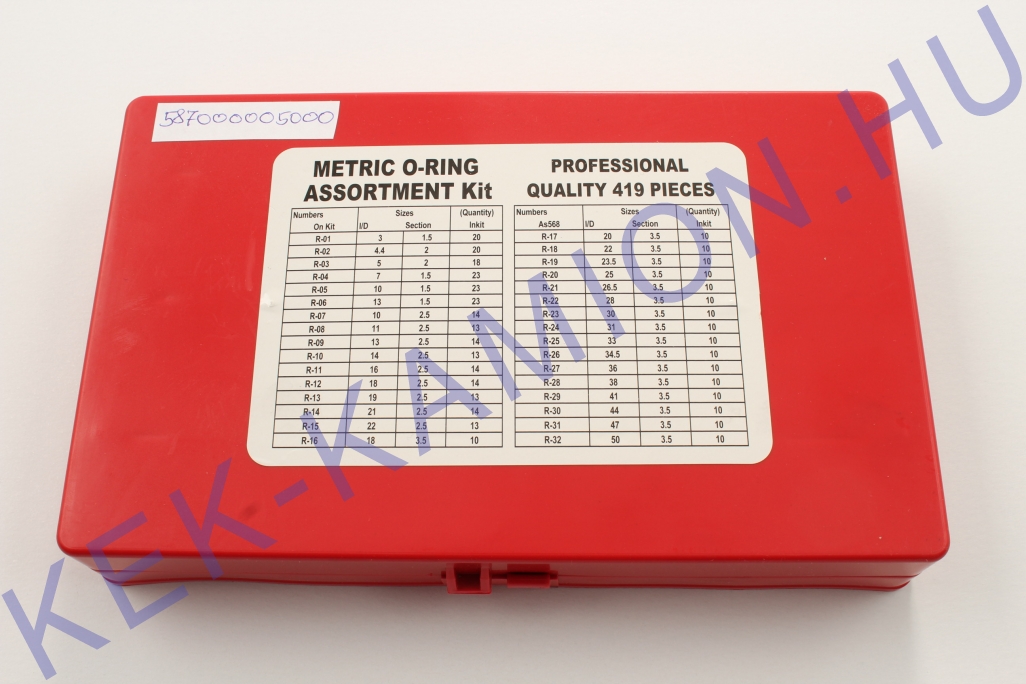 587000005000
METRIC O-RING
ASSORTMENT Kit
Numbers Sizes (Quantity)
On Kit I/D Section Inkit
R-01 3 1.5 20
R-02 4.4 2 20
R-03 5 2 18
R-04 7 1.5 23
R-05 10 1.5 23
R-06 13 1.5 23
R-07 10 2.5 14
R-08 11 2.5 13
R-09 13 2.5 14
R-10 14 2.5 13
R-11 16 2.5 14
R-12 18 2.5 14
R-13 19 2.5 13
R-14 21 2.5 14
R-15 22 2.5 13
R-16 18 3.5 10
PROFESSIONAL
QUALITY 419 PIECES
Numbers Sizes (Quantity)
As568 I/D Section Inkit
R-17 20 3.5 10
R-18 22 3.5 10
R-19 23.5 3.5 10
R-20 25 3.5 10
R-21 26.5 3.5 10
R-22 28 3.5 10
R-23 30 3.5 10
R-24 31 3.5 10
R-25 33 3.5 10
R-26 34.5 3.5 10
R-27 36 3.5 10
R-28 38 3.5 10
R-29 41 3.5 10
R-30 44 3.5 10
R-31 47 3.5 10
R-32 50 3.5 10
KEK-KAMION.HU